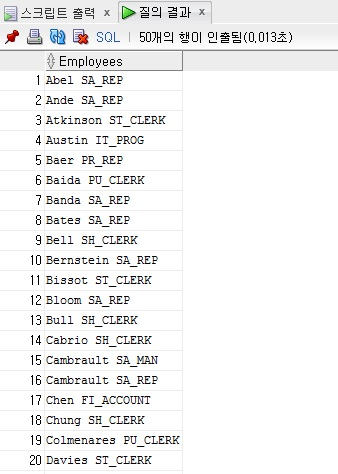 스크립트 출력 x 질의 결과 x
SQL | 50개의 행이 인출됨(0,013초)
Employees
1 Abel SA_REP
2 Ande SA_REP
3 Atkinson ST_CLERK
4 Austin IT_PROG
5 Baer PR_REP
6 Baida PU_CLERK
7 Banda SA_REP
8 Bates SA_REP
9 Bell SH_CLERK
10 Bernstein SA_REP
11 Bissot ST_CLERK
12 Bloom SA_REP
13 Bull SH_CLERK
14 Cabrio SH_CLERK
15 Cambrault SA_MAN
16 Cambrault SA_REP
17 Chen FI_ACCOUNT
18 Chung SH_CLERK
19 Colmenares PU_CLERK
20 Davies ST_CLERK